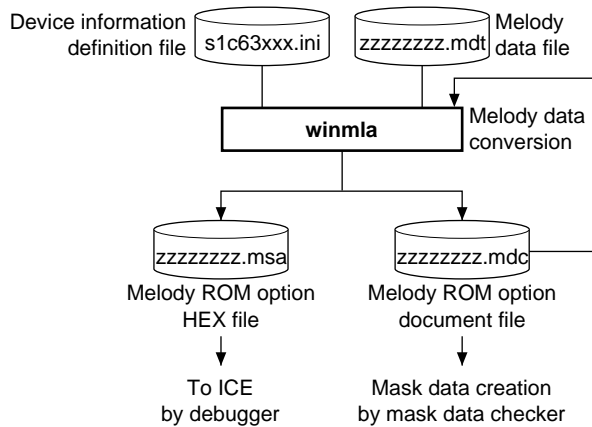 Device information
definition file
s1c63xxx.ini
zzzzzzzz.mdt
Melody
data file
winmla
Melody data
conversion
zzzzzzzz.msa
zzzzzzzz.mdc
Melody ROM option
HEX file
Melody ROM option
document file
To ICE
by debugger
Mask data creation
by mask data checker